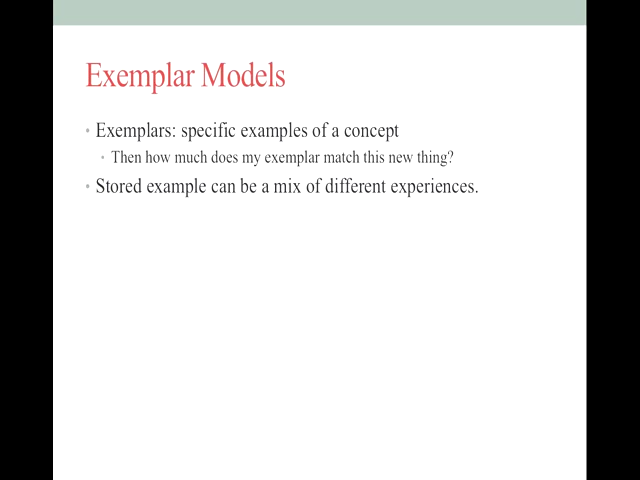 Exemplar Models
• Exemplars: specific examples of a concept
• Then how much does my exemplar match this new thing?
• Stored example can be a mix of different experiences.